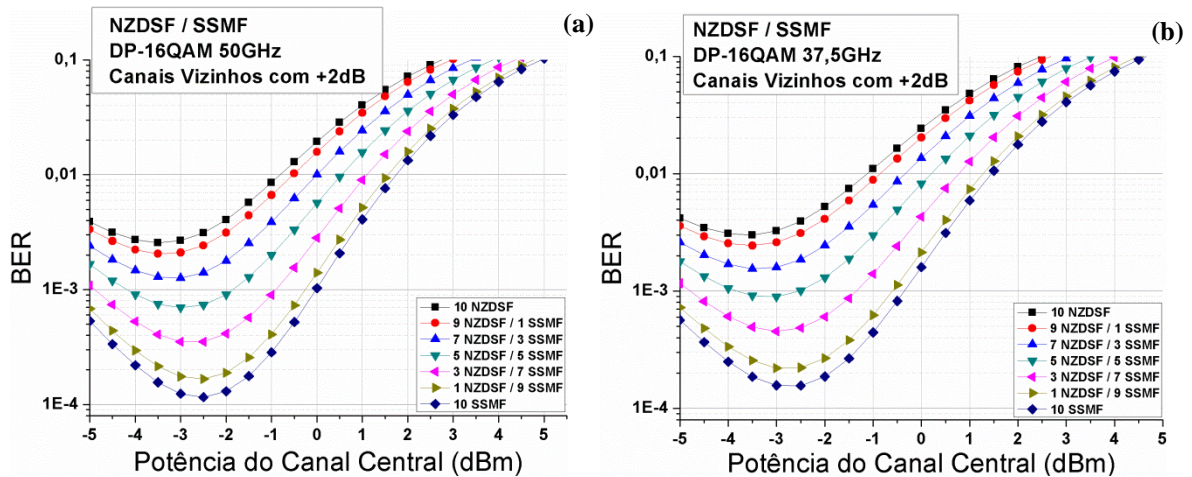 (a)
NZDSF / SSMF
DP-16QAM 50GHz
Canais Vizinhos com +2dB
0,1
0,01
1E-3
1E-4
BER
10 NZDSF
9 NZDSF / 1 SSMF
7 NZDSF / 3 SSMF
5 NZDSF / 5 SSMF
3 NZDSF / 7 SSMF
1 NZDSF / 9 SSMF
10 SSMF
-5 -4 -3 -2 -1 0 1 2 3 4 5
Potência do Canal Central (dBm)
(b)
NZDSF / SSMF
DP-16QAM 37,5GHz
Canais Vizinhos com +2dB
0,1
0,01
1E-3
1E-4
BER
10 NZDSF
9 NZDSF / 1 SSMF
7 NZDSF / 3 SSMF
5 NZDSF / 5 SSMF
3 NZDSF / 7 SSMF
1 NZDSF / 9 SSMF
10 SSMF
-5 -4 -3 -2 -1 0 1 2 3 4 5
Potência do Canal Central (dBm)